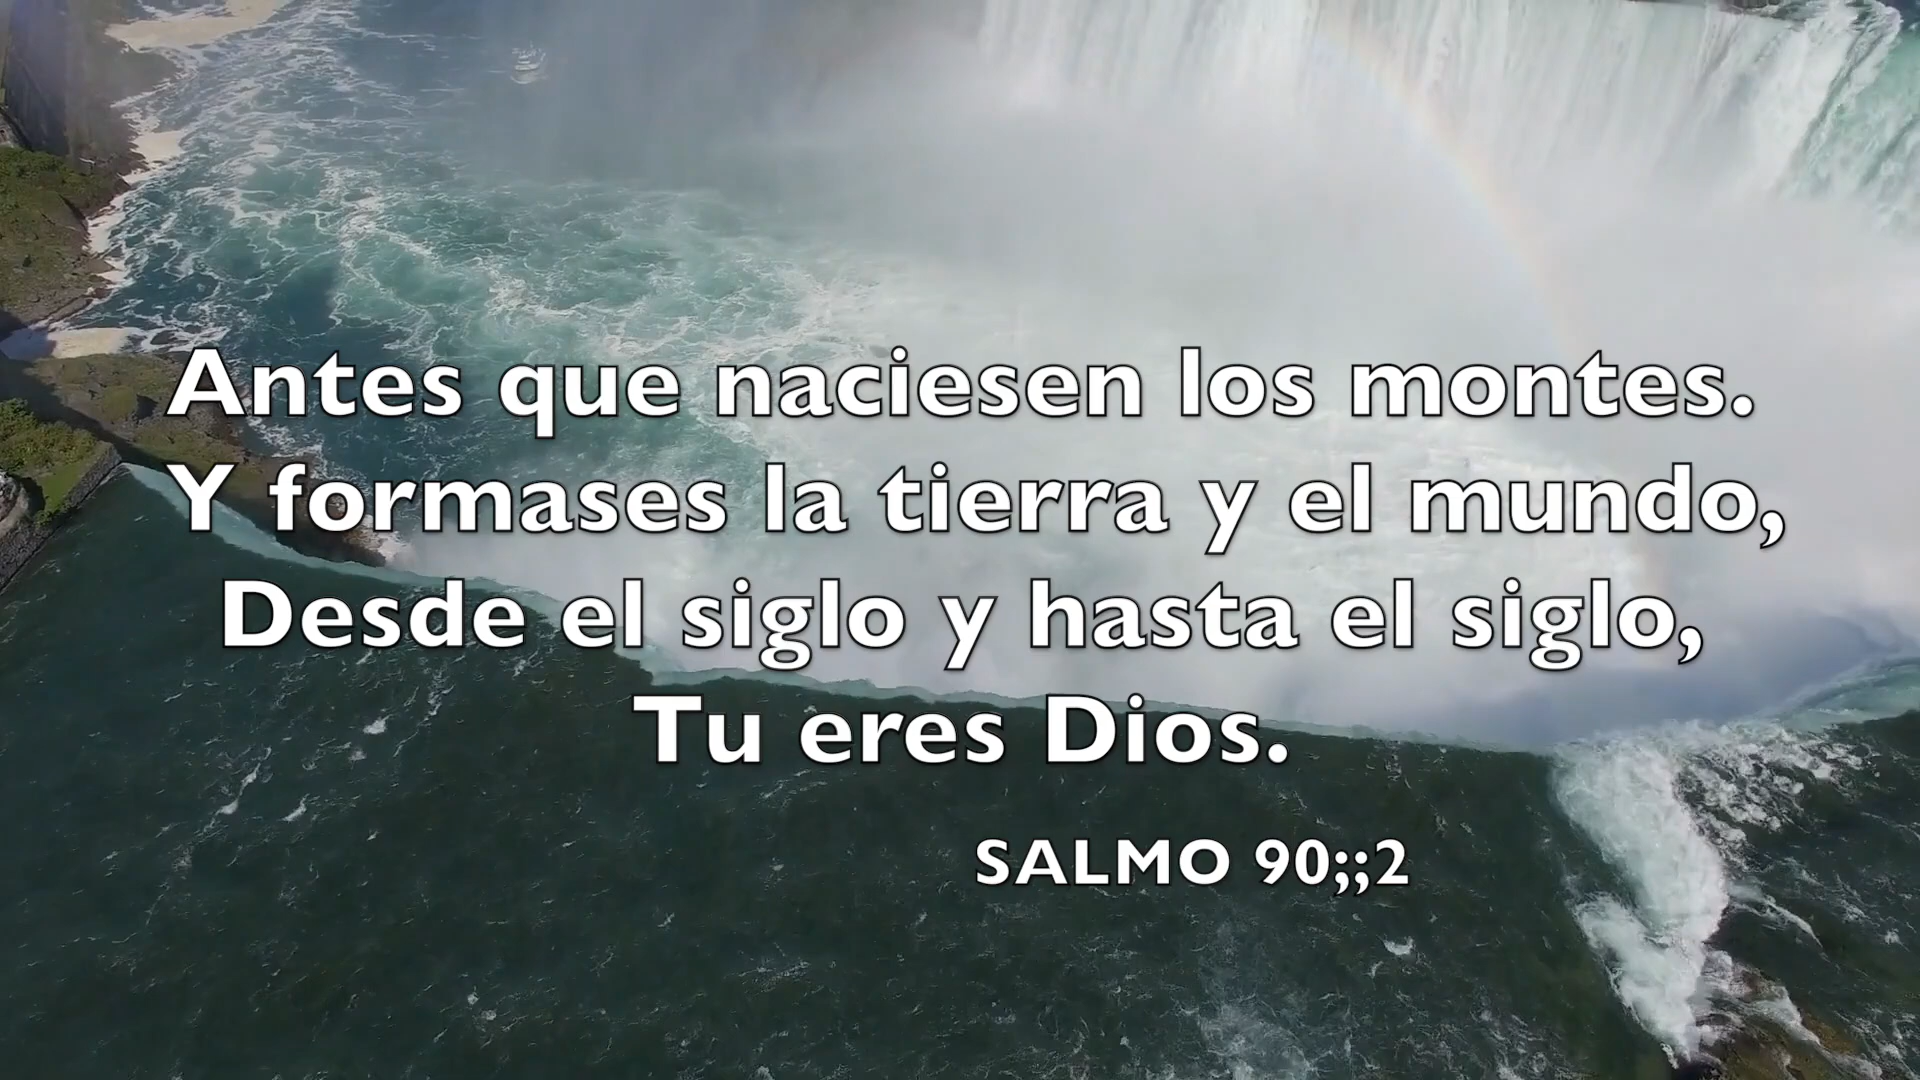 Antes que naciesen los montes.
Y formases la tierra y el mundo,
Desde el siglo y hasta el siglo,
Tu eres Dios.
SALMO 90;;2